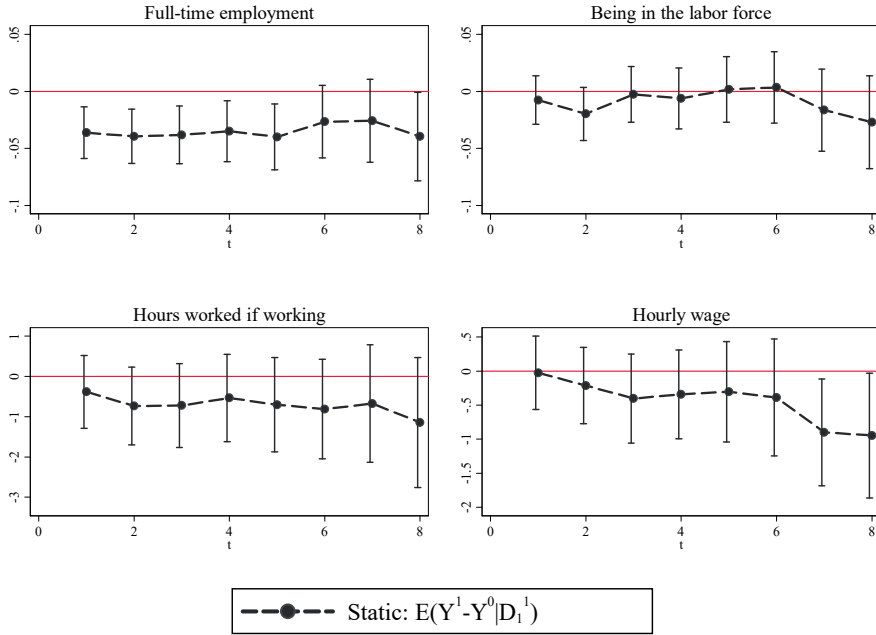 Full-time employment
.05
0
-.05
-.1
0 2 4 6 8
t
Being in the labor force
.05
0
-.05
-.1
0 2 4 6 8
t
Hours worked if working
1
0
-1
-2
-3
0 2 4 6 8
t
Hourly wage
.5
0
-.5
-1
-1.5
-2
0 2 4 6 8
t
Static: E(Y¹-Y⁰|D₁¹)